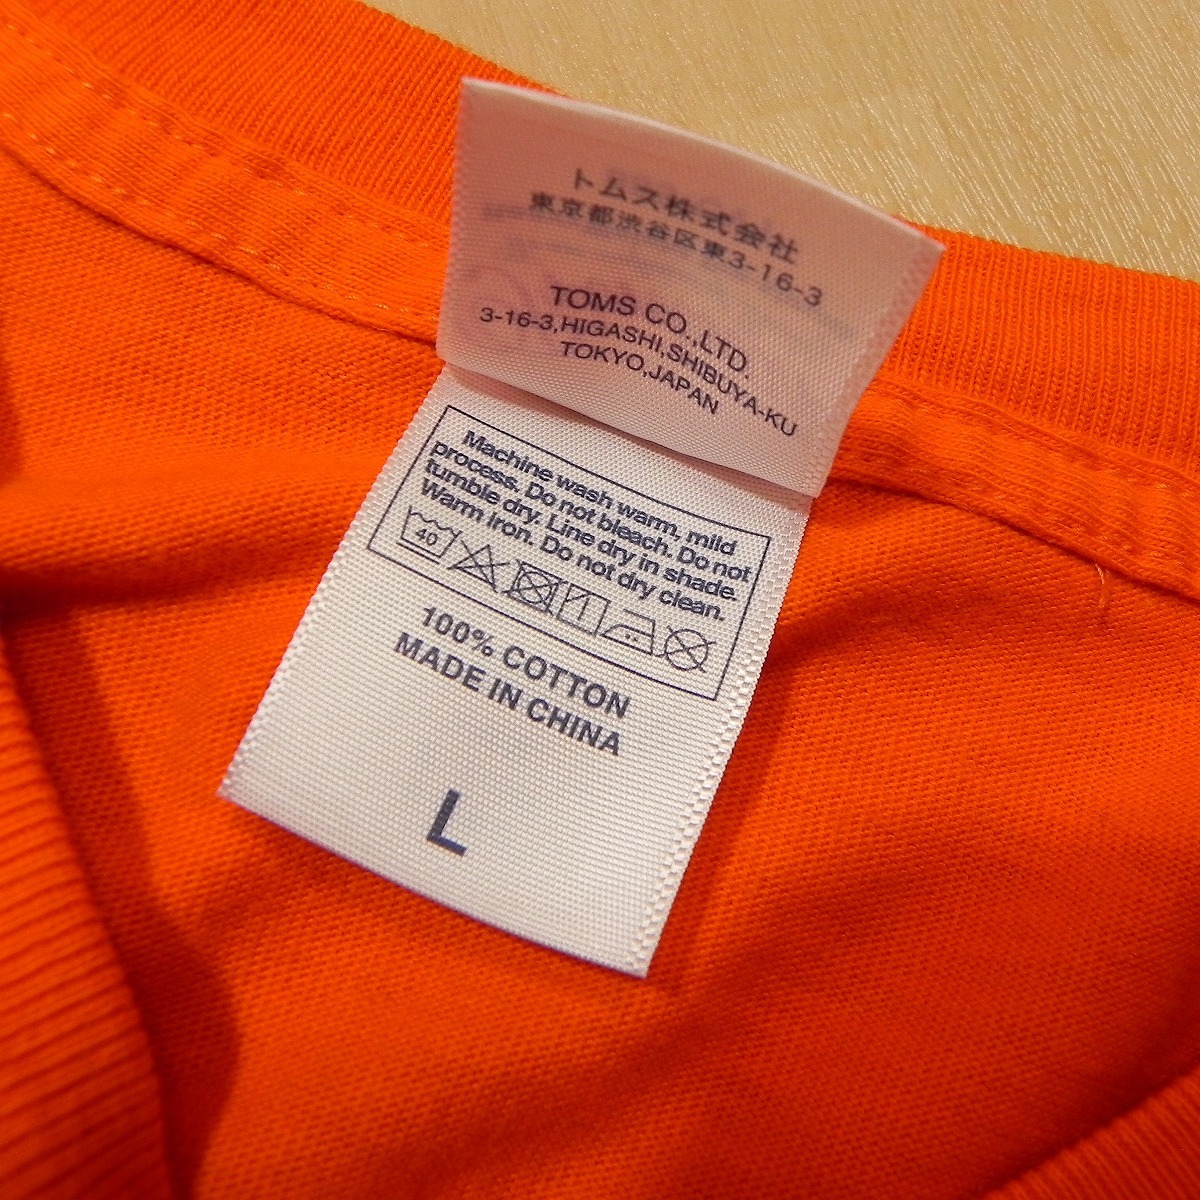 トムス株式会社
東京都渋谷区東3-16-3
TOMS CO.,LTD.
3-16-3,HIGASHI,SHIBUYA-KU
TOKYO,JAPAN
Machine wash warm, mild
process. Do not bleach. Do not
tumble dry. Line dry in shade.
Warm iron. Do not dry clean.
40
100% COTTON
MADE IN CHINA
L